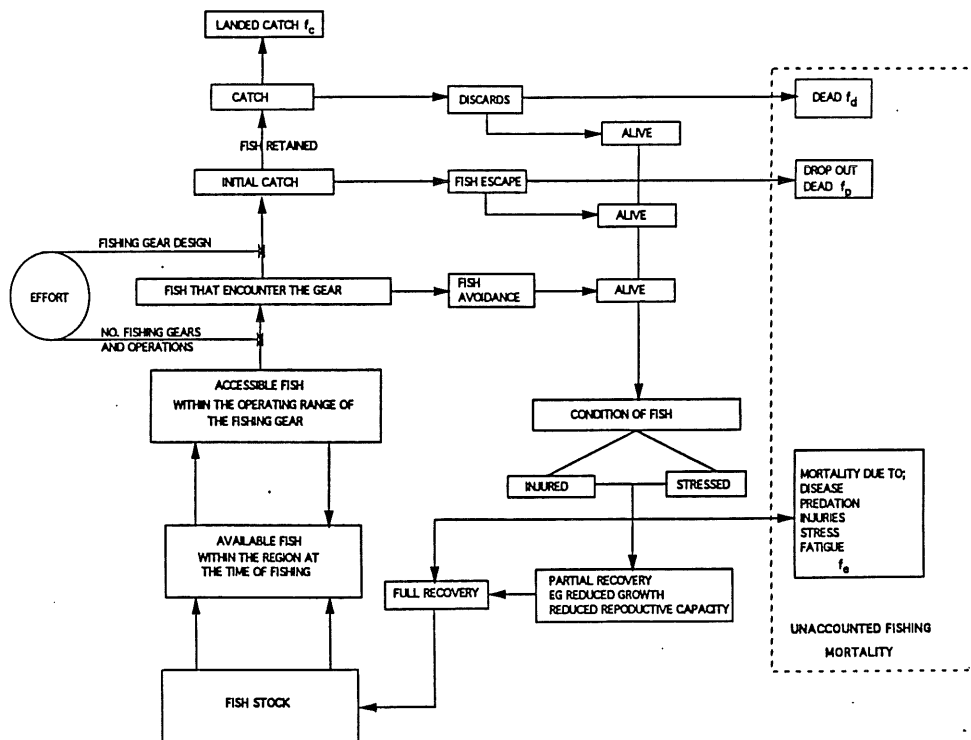 LANDED CATCH fc
CATCH
DISCARDS
DEAD fd
ALIVE
FISH RETAINED
INITIAL CATCH
FISH ESCAPE
DROP OUT
DEAD fp
ALIVE
FISHING GEAR DESIGN
EFFORT
FISH THAT ENCOUNTER THE GEAR
FISH
AVOIDANCE
ALIVE
NO. FISHING GEARS
AND OPERATIONS
ACCESSIBLE FISH
WITHIN THE OPERATING RANGE OF
THE FISHING GEAR
CONDITION OF FISH
INJURED
STRESSED
MORTALITY DUE TO;
DISEASE
PREDATION
INJURIES
STRESS
FATIGUE
fe
AVAILABLE FISH
WITHIN THE REGION AT
THE TIME OF FISHING
FULL RECOVERY
PARTIAL RECOVERY
EG REDUCED GROWTH
REDUCED REPODUCTIVE CAPACITY
UNACCOUNTED FISHING
MORTALITY
FISH STOCK